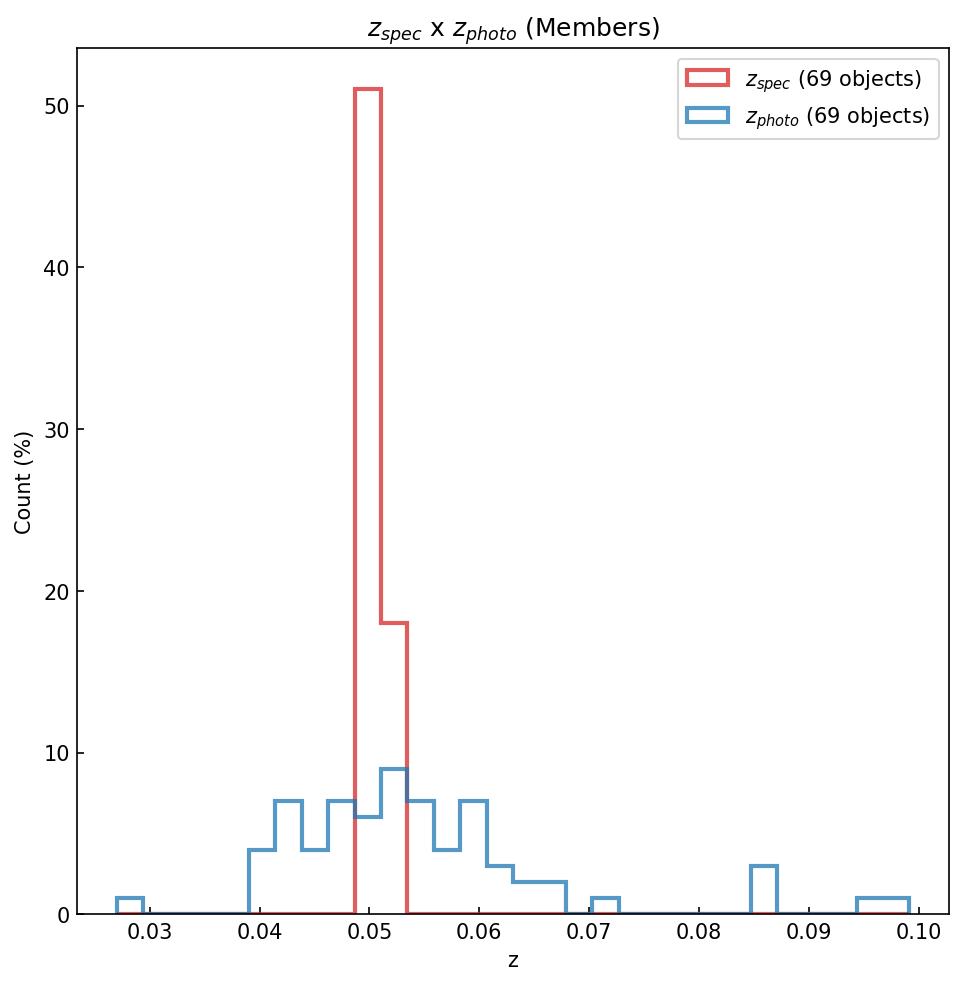 z_spec x z_photo (Members)
z_spec (69 objects)
z_photo (69 objects)
Count (%)
50
40
30
20
10
0
0.03 0.04 0.05 0.06 0.07 0.08 0.09 0.10
z